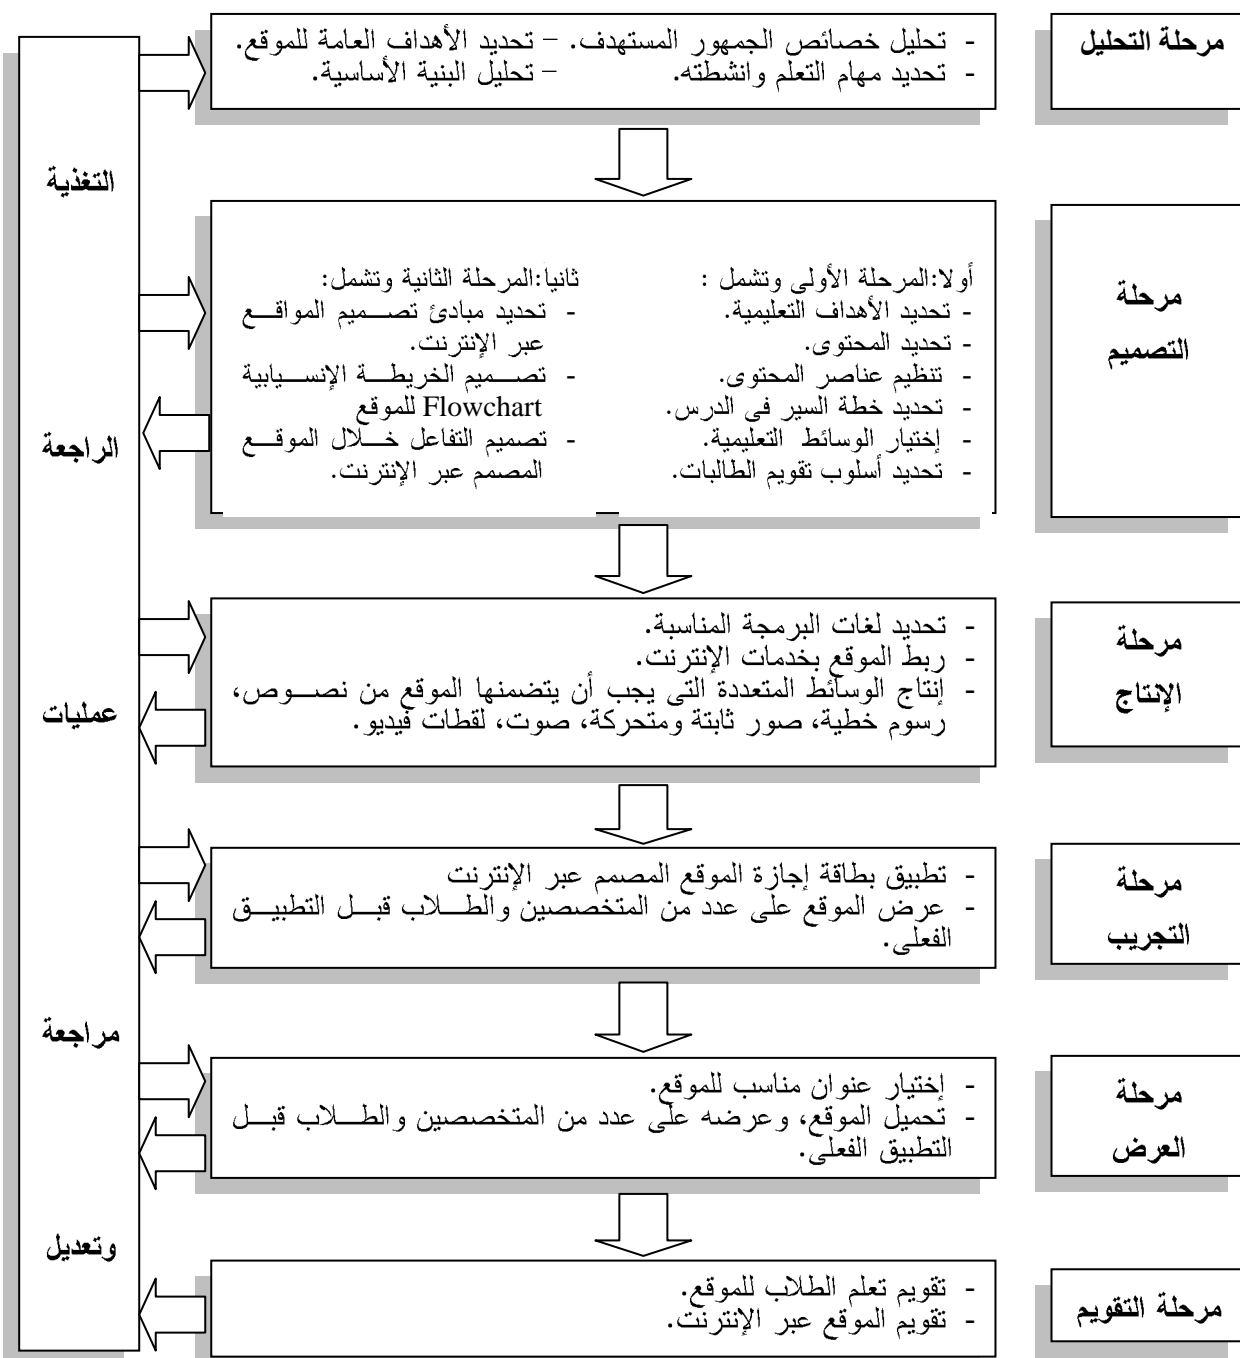 مرحلة التحليل
- تحليل خصائص الجمهور المستهدف. – تحديد الأهداف العامة للموقع.
- تحديد مهام التعلم وانشطته. – تحليل البنية الأساسية.
مرحلة
التصميم
أولا:المرحلة الأولى وتشمل :
- تحديد الأهداف التعليمية.
- تحديد المحتوى.
- تنظيم عناصر المحتوى.
- تحديد خطة السير فى الدرس.
- إختيار الوسائط التعليمية.
- تحديد أسلوب تقويم الطالبات.
ثانيا:المرحلة الثانية وتشمل:
- تحديد مبادئ تصميم المواقع
عبر الإنترنت.
- تصميم الخريطة الإنسيابية
Flowchart للموقع
- تصميم التفاعل خلال الموقع
المصمم عبر الإنترنت.
مرحلة
الإنتاج
- تحديد لغات البرمجة المناسبة.
- ربط الموقع بخدمات الإنترنت.
- إنتاج الوسائط المتعددة التى يجب أن يتضمنها الموقع من نصوص،
رسوم خطية، صور ثابتة ومتحركة، صوت، لقطات فيديو.
مرحلة
التجريب
- تطبيق بطاقة إجازة الموقع المصمم عبر الإنترنت
- عرض الموقع على عدد من المتخصصين والطلاب قبل التطبيق
الفعلى.
مرحلة
العرض
- إختيار عنوان مناسب للموقع.
- تحميل الموقع، وعرضه على عدد من المتخصصين والطلاب قبل
التطبيق الفعلى.
مرحلة التقويم
- تقويم تعلم الطلاب للموقع.
- تقويم الموقع عبر الإنترنت.
التغذية
الراجعة
عمليات
مراجعة
وتعديل